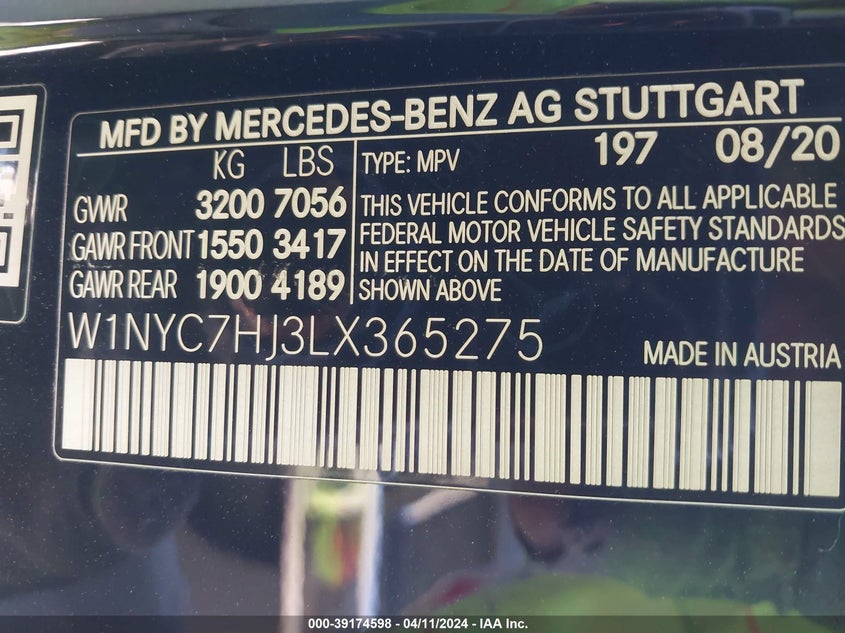 MFD BY MERCEDES-BENZ AG STUTTGART
KG LBS
GVWR 3200 7056
GAWR FRONT 1550 3417
GAWR REAR 1900 4189
TYPE: MPV 197 08/20
THIS VEHICLE CONFORMS TO ALL APPLICABLE
FEDERAL MOTOR VEHICLE SAFETY STANDARDS
IN EFFECT ON THE DATE OF MANUFACTURE
SHOWN ABOVE
W1NYC7HJ3LX365275
MADE IN AUSTRIA
000-39174598 - 04/11/2024 - IAA Inc.